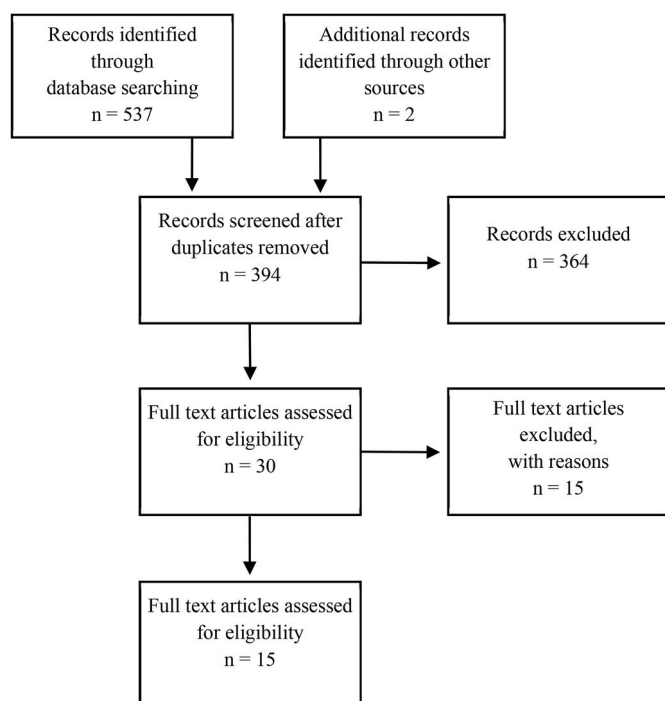 Records identified
through
database searching
n = 537
Additional records
identified through other
sources
n = 2
Records screened after
duplicates removed
n = 394
Records excluded
n = 364
Full text articles assessed
for eligibility
n = 30
Full text articles
excluded,
with reasons
n = 15
Full text articles assessed
for eligibility
n = 15